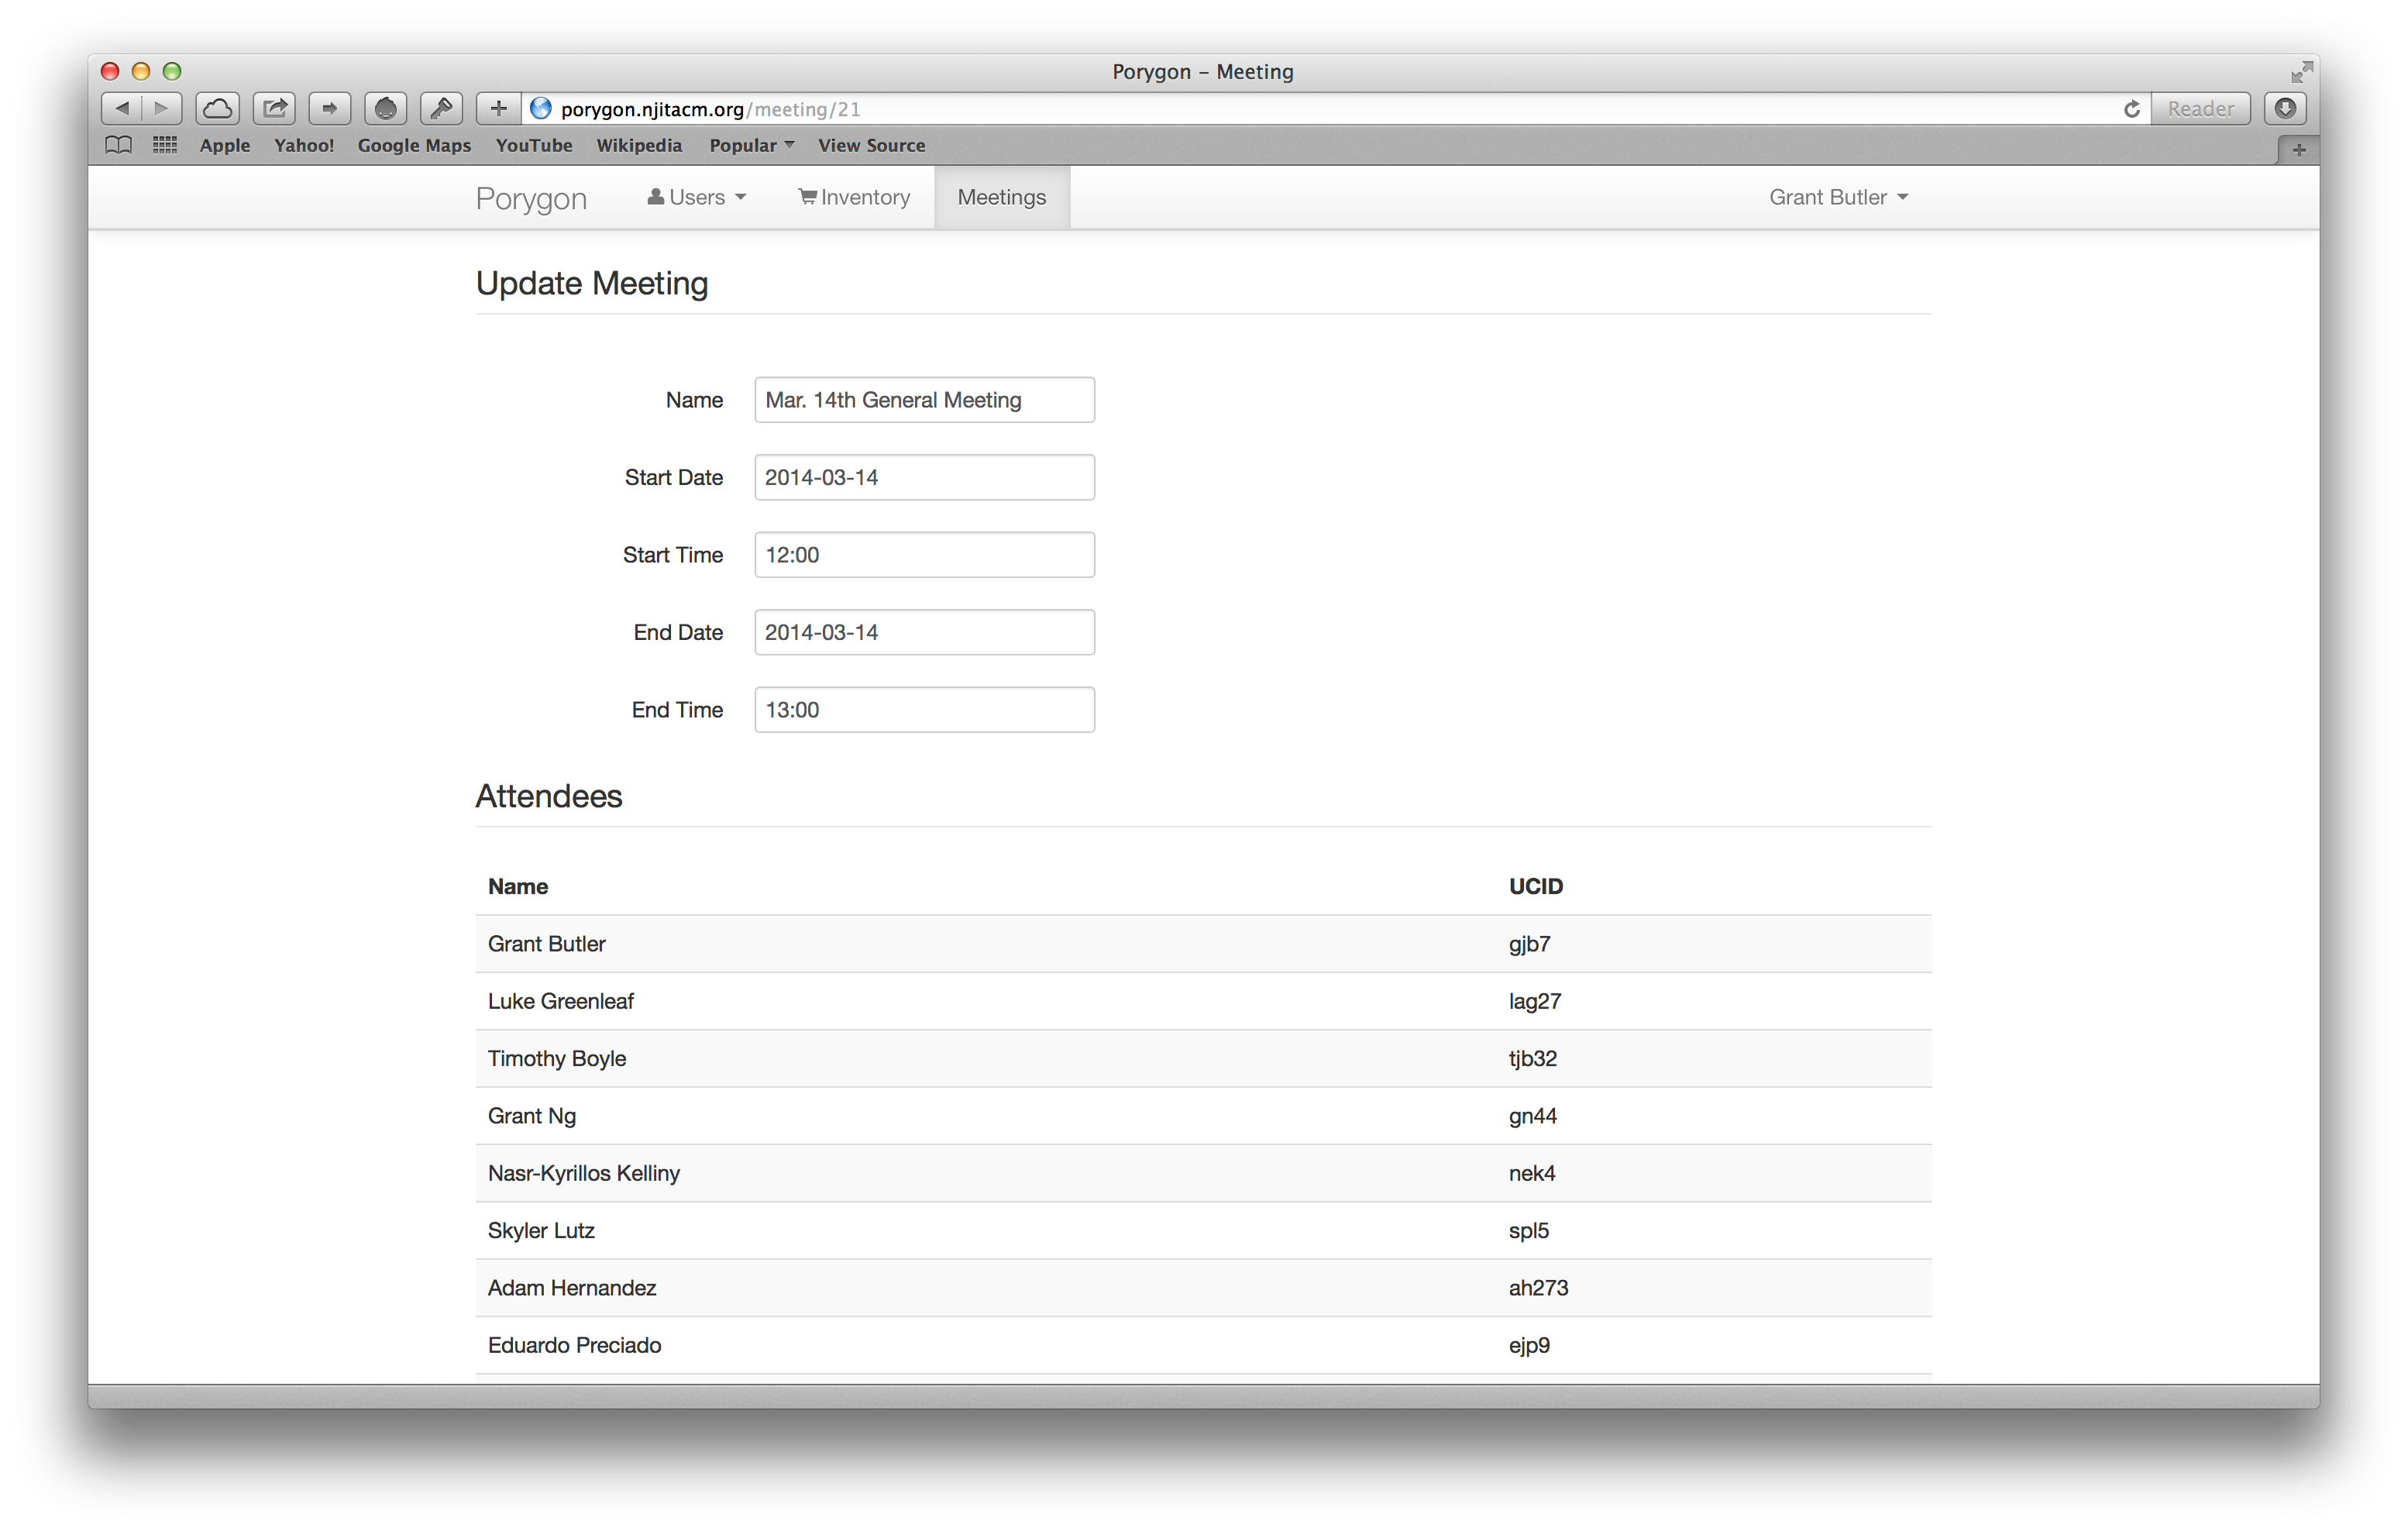 Porygon – Meeting
porygon.njitacm.org/meeting/21
Reader
Apple Yahoo! Google Maps YouTube Wikipedia Popular View Source
Porygon Users Inventory Meetings Grant Butler
Update Meeting
Name Mar. 14th General Meeting
Start Date 2014-03-14
Start Time 12:00
End Date 2014-03-14
End Time 13:00
Attendees
Name UCID
Grant Butler gjb7
Luke Greenleaf lag27
Timothy Boyle tjb32
Grant Ng gn44
Nasr-Kyrillos Kelliny nek4
Skyler Lutz spl5
Adam Hernandez ah273
Eduardo Preciado ejp9